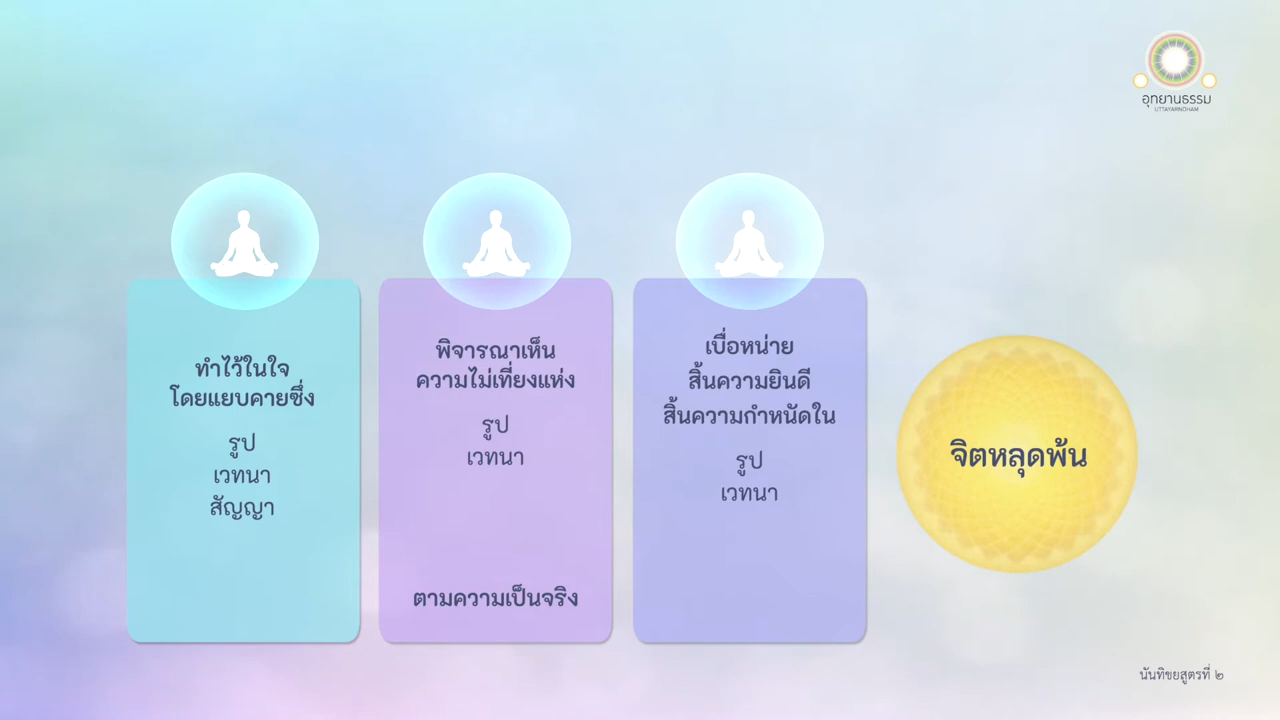 อุทยานธรรม
UTTAYARNDHAM
ทำไว้ในใจ
โดยแยบคายซึ่ง
รูป
เวทนา
สัญญา
พิจารณาเห็น
ความไม่เที่ยงแห่ง
รูป
เวทนา
ตามความเป็นจริง
เบื่อหน่าย
สิ้นความยินดี
สิ้นความกำหนัดใน
รูป
เวทนา
จิตหลุดพ้น
นันทิขยสูตรที่ ๒